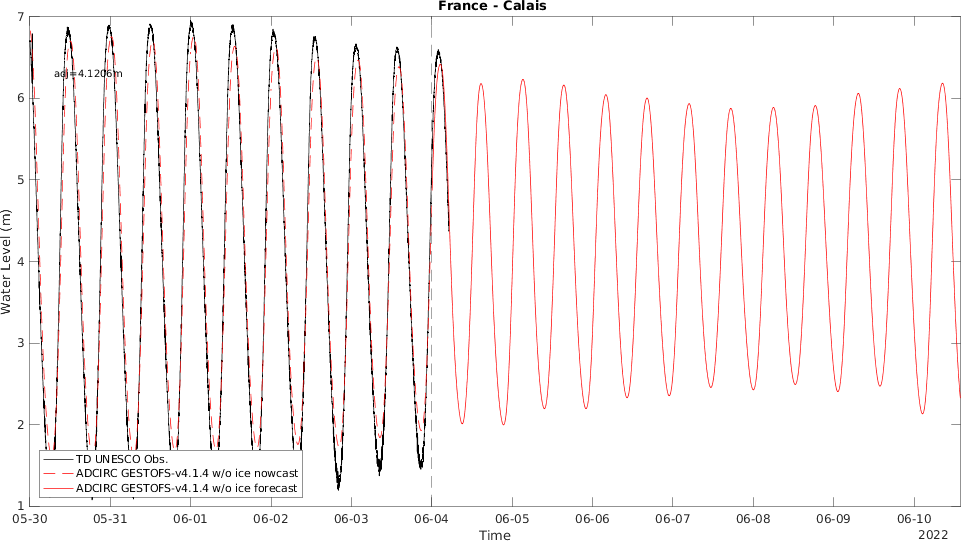 France - Calais
7
adj=4.1206m
6
5
Water Level (m)
4
3
2
1
TD UNESCO Obs.
ADCIRC GESTOFS-v4.1.4 w/o ice nowcast
ADCIRC GESTOFS-v4.1.4 w/o ice forecast
05-30 05-31 06-01 06-02 06-03 06-04 06-05 06-06 06-07 06-08 06-09 06-10
Time
2022